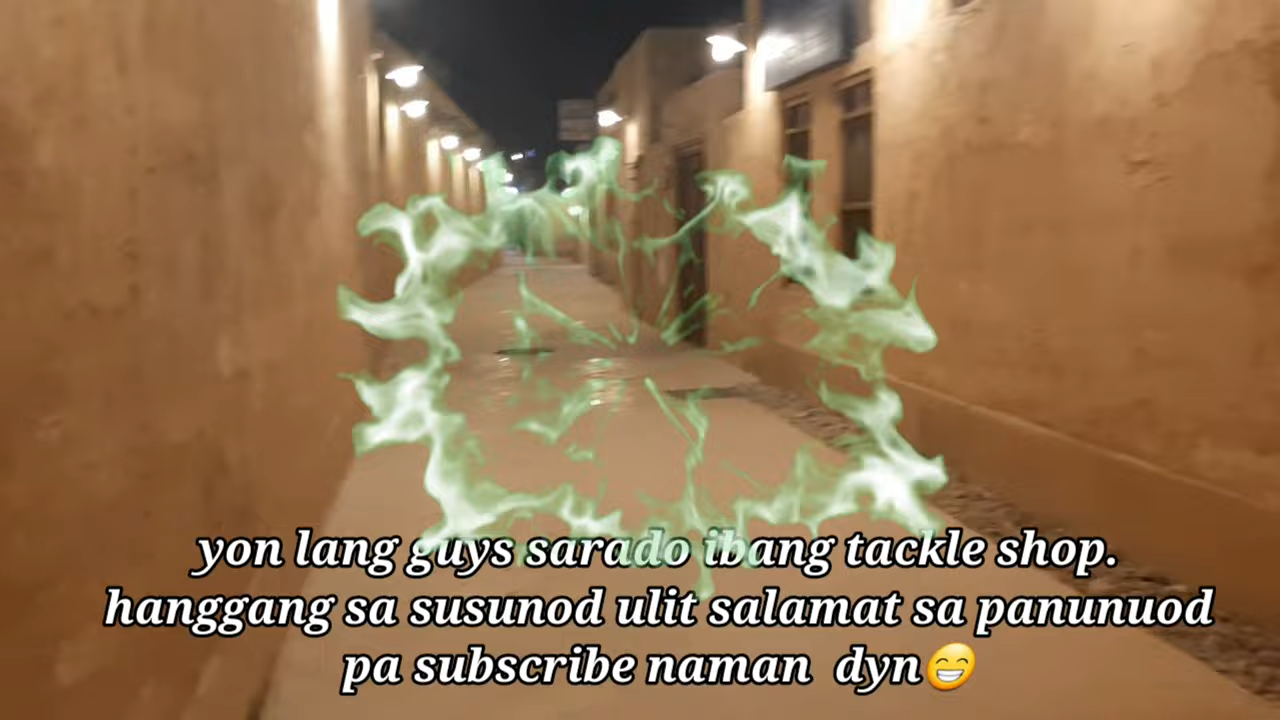 yon lang guys sarado ibang tackle shop.
hanggang sa susunod ulit salamat sa panunuod
pa subscribe naman  dyn😁